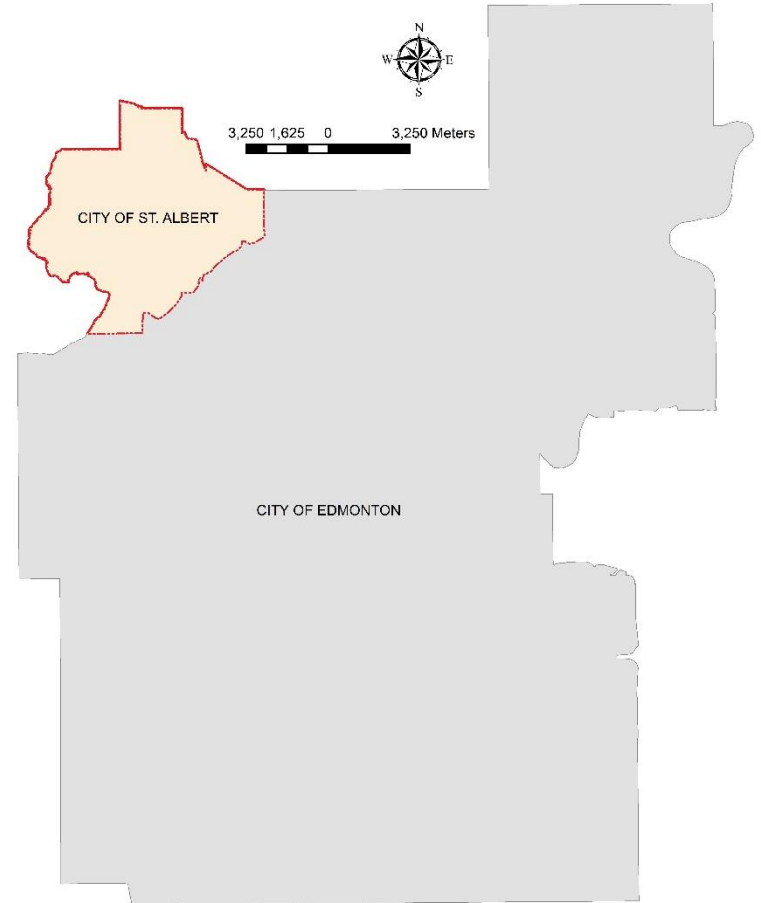 N
W E
S
3,250 1,625 0 3,250 Meters
CITY OF ST. ALBERT
CITY OF EDMONTON